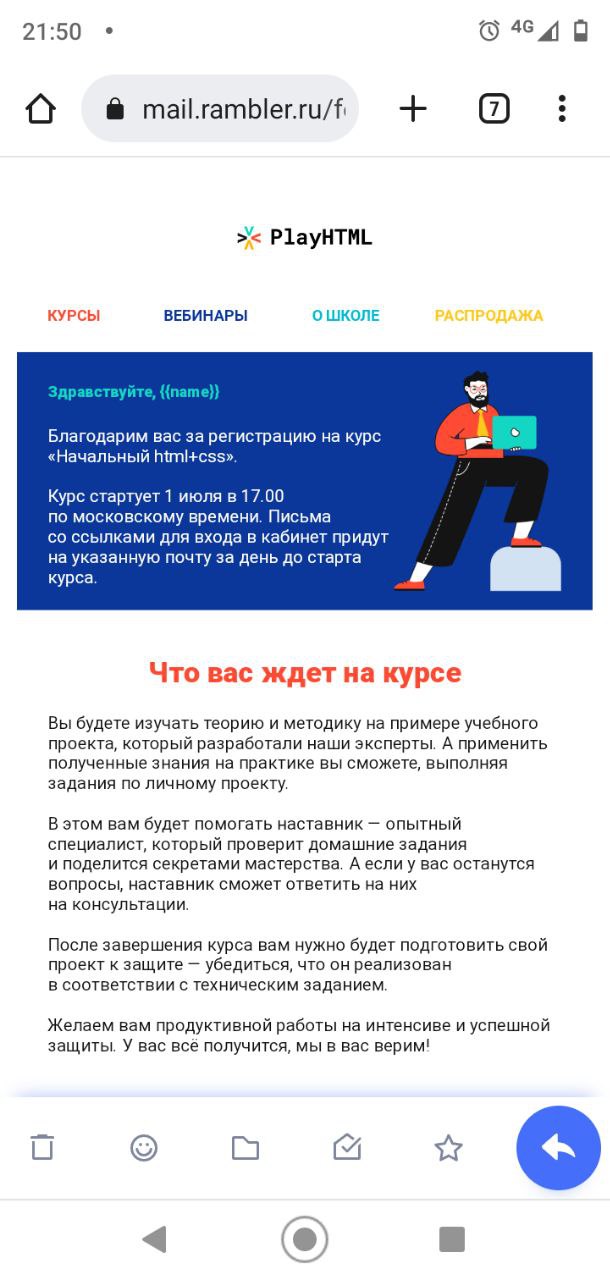 21:50
4G
mail.rambler.ru/f
7
PlayHTML
КУРСЫ ВЕБИНАРЫ О ШКОЛЕ РАСПРОДАЖА
Здравствуйте, {{name}}
Благодарим вас за регистрацию на курс
«Начальный html+css».
Курс стартует 1 июля в 17.00
по московскому времени. Письма
со ссылками для входа в кабинет придут
на указанную почту за день до старта
курса.
Что вас ждет на курсе
Вы будете изучать теорию и методику на примере учебного
проекта, который разработали наши эксперты. А применить
полученные знания на практике вы сможете, выполняя
задания по личному проекту.
В этом вам будет помогать наставник — опытный
специалист, который проверит домашние задания
и поделится секретами мастерства. А если у вас останутся
вопросы, наставник сможет ответить на них
на консультации.
После завершения курса вам нужно будет подготовить свой
проект к защите — убедиться, что он реализован
в соответствии с техническим заданием.
Желаем вам продуктивной работы на интенсиве и успешной
защиты. У вас всё получится, мы в вас верим!